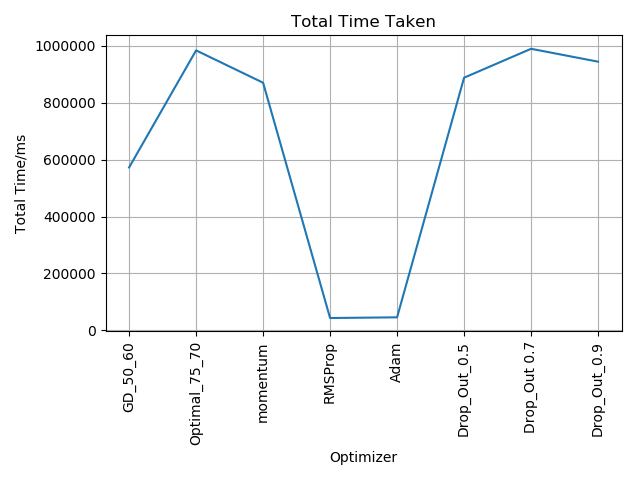 Total Time Taken
Total Time/ms
1000000
800000
600000
400000
200000
0
GD_50_60
Optimal_75_70
momentum
RMSProp
Adam
Drop_Out_0.5
Drop_Out 0.7
Drop_Out_0.9
Optimizer